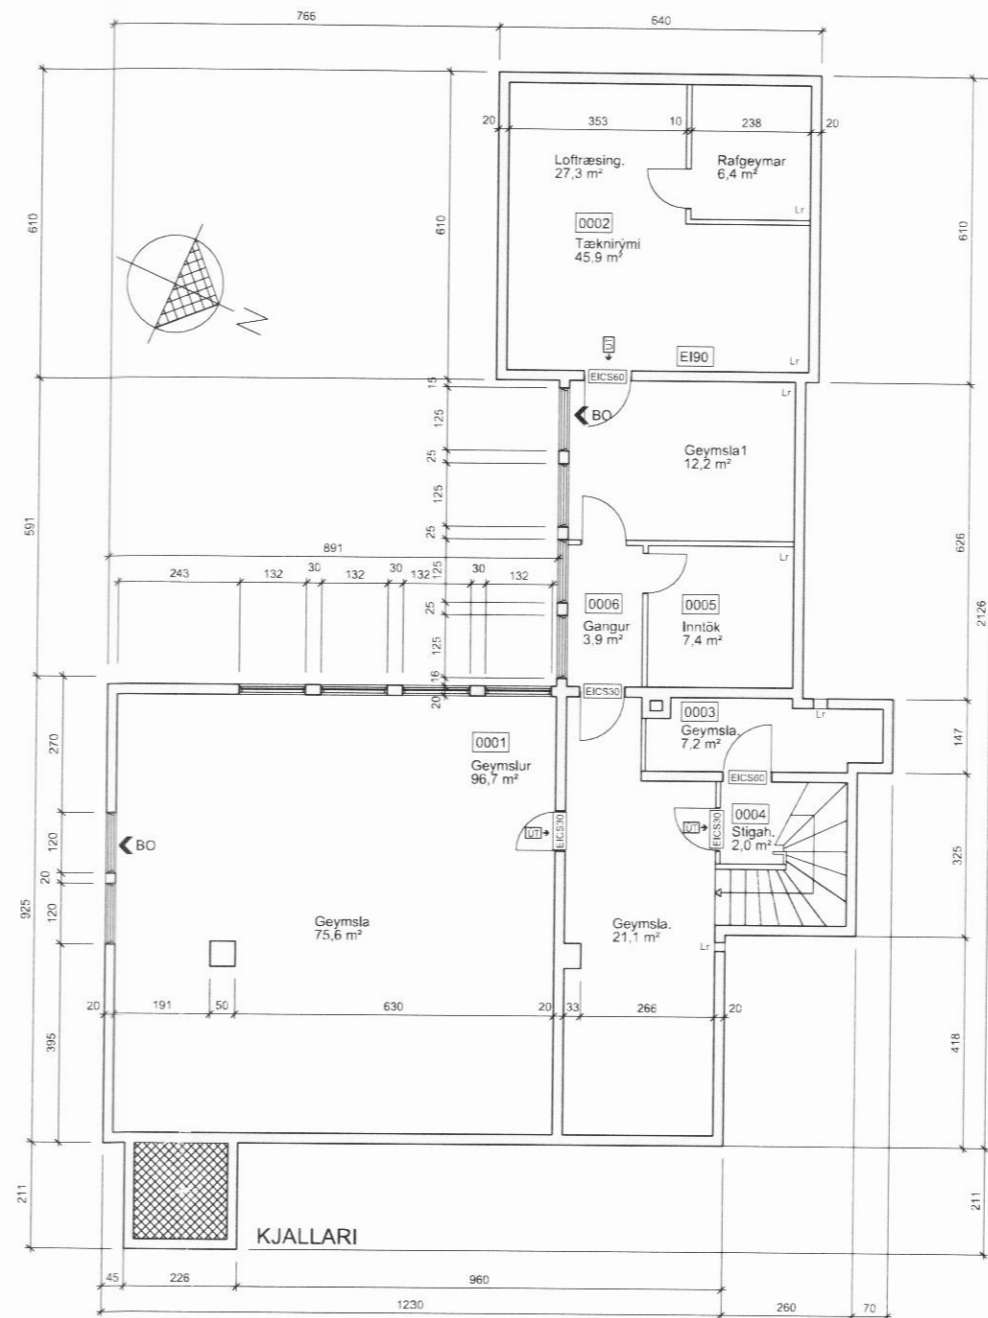 766
640
20
353
10
238
20
Loftræsing.
27,3 m²
Rafgeymar
6,4 m²
Lr
0002
Tæknirými
45,9 m²
610
610
610
N
UT
EI90
Lr
EICS60
BO
Lr
Geymsla1
12,2 m²
15
125
25
125
25
125
25
125
16
20
591
626
2126
891
243
132
30
132
30
132
30
132
Lr
0006
Gangur
3,9 m²
0005
Inntök
7,4 m²
EICS30
0003
Geymsla.
7,2 m²
Lr
147
270
0001
Geymslur
96,7 m²
EICS60
BO
UT
EICS30
UT
EICS30
0004
Stigah.
2,0 m²
120
20
120
325
925
Geymsla
75,6 m²
Geymsla.
21,1 m²
Lr
20
191
50
630
20
33
266
20
395
418
211
211
KJALLARI
45
226
960
1230
260
70